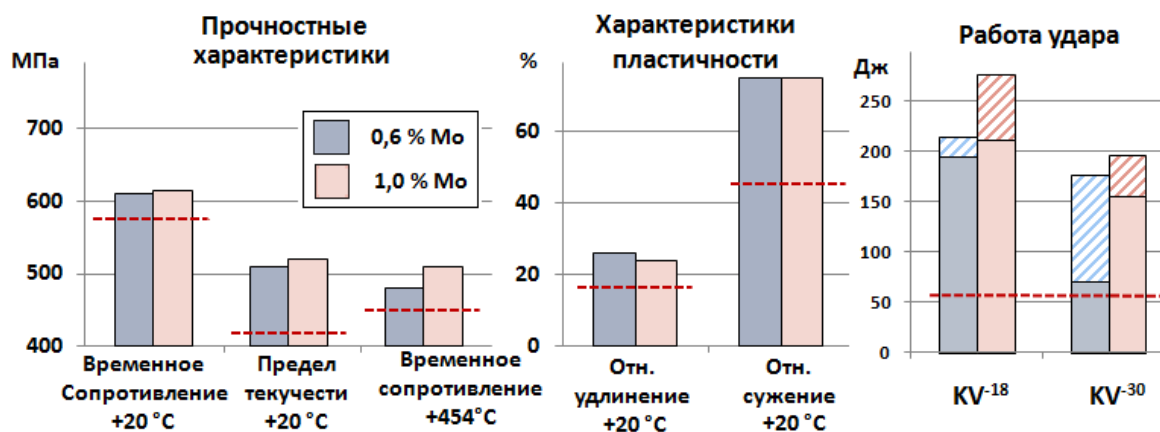 Прочностные
характеристики
МПа
700
600
500
400
0,6 % Mo
1,0 % Mo
Временное
Сопротивление
+20 °C
Предел
текучести
+20 °C
Временное
сопротивление
+454°C
Характеристики
пластичности
%
60
40
20
0
Отн.
удлинение
+20 °C
Отн.
сужение
+20 °C
Работа удара
Дж
250
200
150
100
50
0
KV-18
KV-30